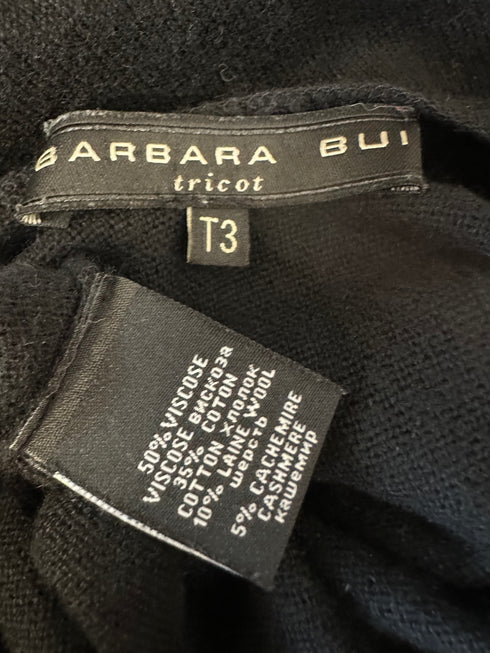 BARBARA BUI
tricot
T3
50% VISCOSE
VISCOSE вискоза
35% COTON
COTTON хлопок
10% LAINE WOOL
шерсть
5% CACHEMIRE
CASHMERE
кашемир